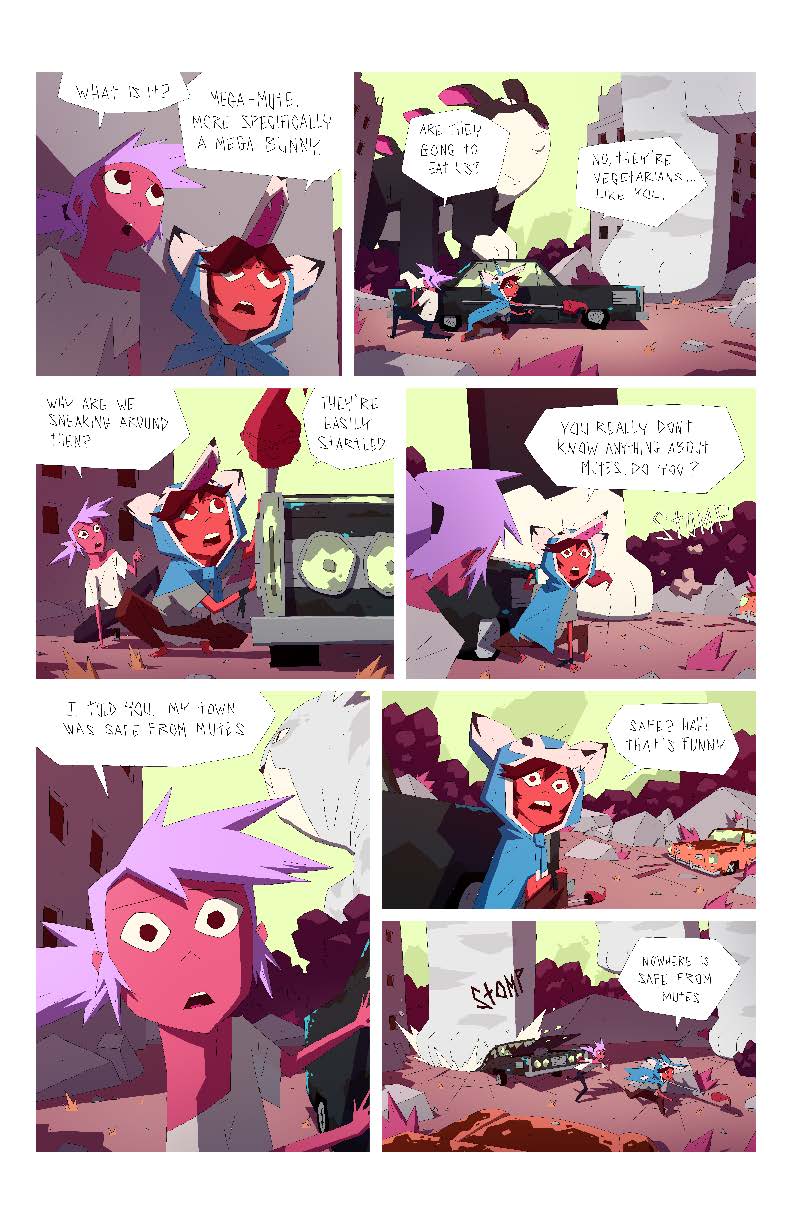 WHAT IS IT?
MEGA-MUTE.
MORE SPECIFICALLY
A MEGA BUNNY.
ARE THEY
GOING TO
EAT US?
NO, THEY'RE
VEGETARIANS...
LIKE YOU.
WHY ARE WE
SNEAKING AROUND
THEN?
THEY'RE
EASILY
STARTLED
YOU REALLY DON'T
KNOW ANYTHING ABOUT
MUTES, DO YOU?
STOMP
I TOLD YOU. MY TOWN
WAS SAFE FROM MUTES
SAFE? HAH!
THAT'S FUNNY.
STOMP
NOWHERE IS
SAFE FROM
MUTES